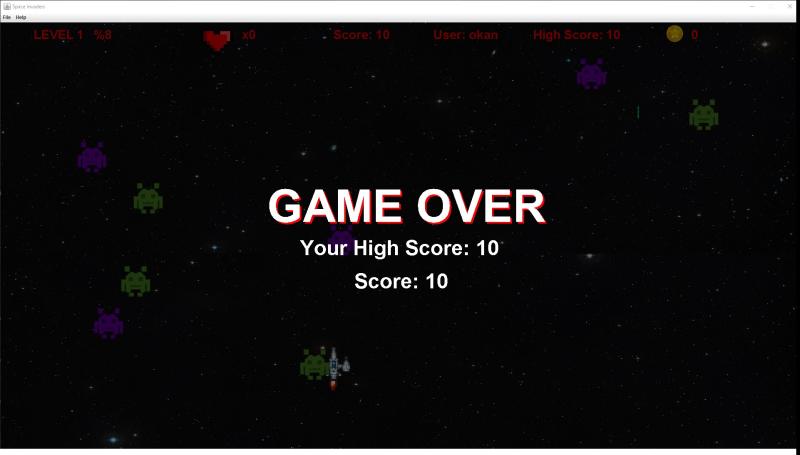 Space Invaders
File Help
LEVEL 1 %8 x0 Score: 10 User: okan High Score: 10 0
GAME OVER
Your High Score: 10
Score: 10